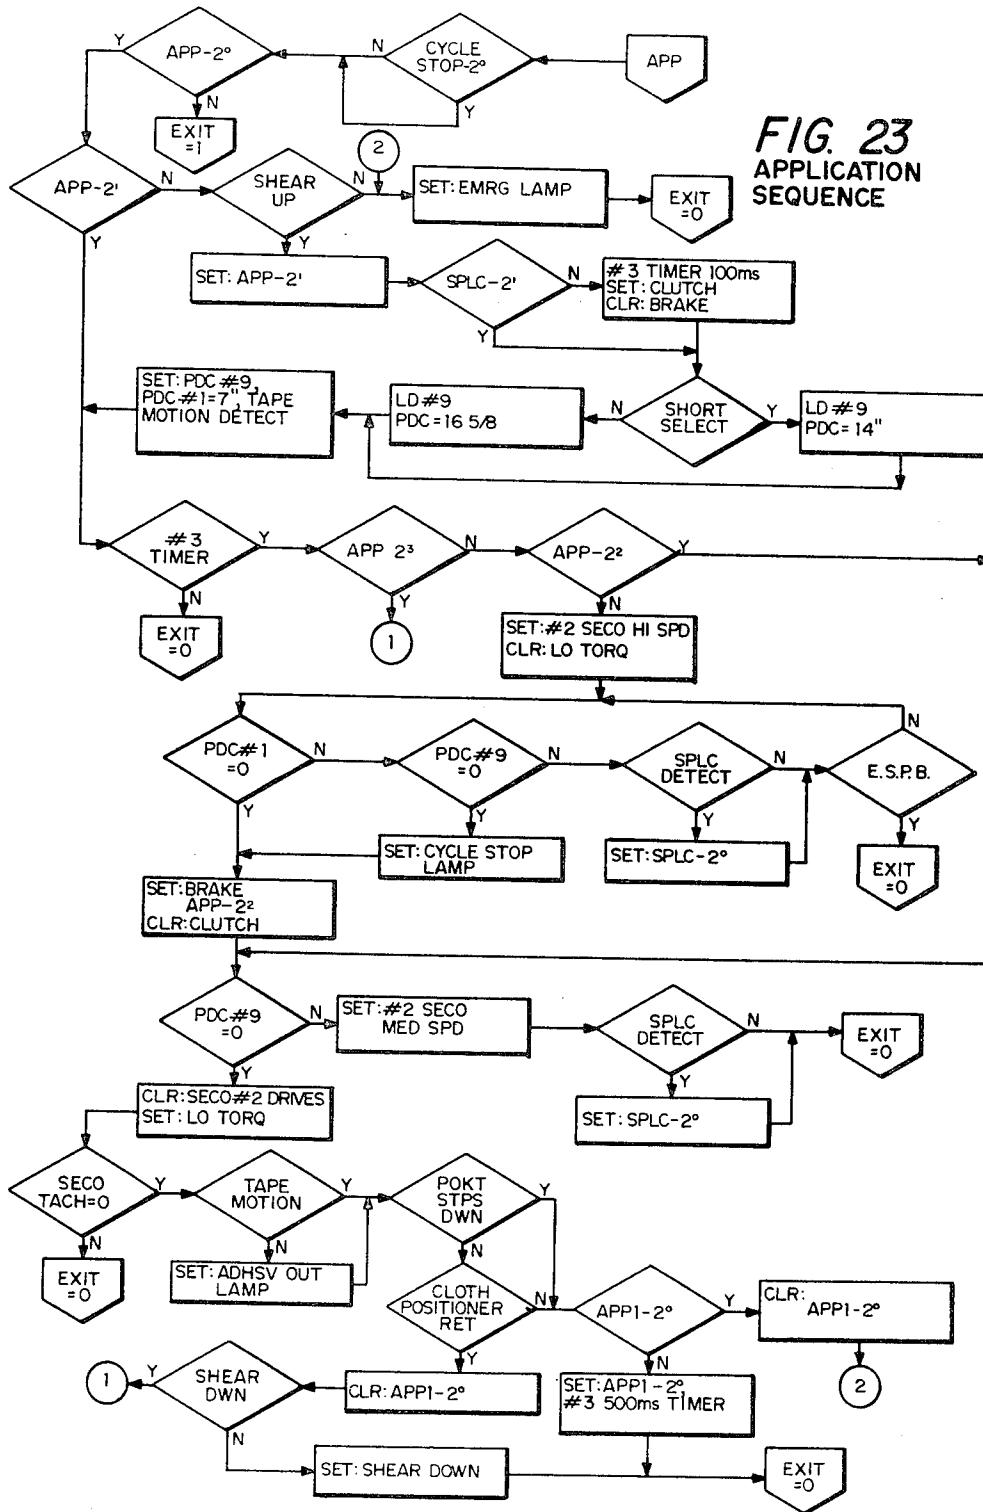 Y
APP-2°
N
CYCLE
STOP-2°
APP
N
Y
EXIT
=1
FIG. 23
APPLICATION
SEQUENCE
2
APP-2'
N
SHEAR
UP
N
SET: EMRG LAMP
EXIT
=0
Y
Y
SET: APP-2'
SPLC-2'
N
#3 TIMER 100ms
SET: CLUTCH
CLR: BRAKE
Y
SET: PDC #9,
PDC #1=7", TAPE
MOTION DETECT
LD #9
PDC = 16 5/8
N
SHORT
SELECT
Y
LD #9
PDC = 14"
#3
TIMER
Y
APP 2³
N
APP-2²
Y
N
Y
N
EXIT
=0
1
SET: #2 SECO HI SPD
CLR: LO TORQ
N
PDC#1
=0
N
PDC#9
=0
N
SPLC
DETECT
N
E.S.P.B.
Y
Y
Y
Y
SET: CYCLE STOP
LAMP
SET: SPLC-2°
EXIT
=0
SET: BRAKE
APP-2²
CLR: CLUTCH
PDC#9
=0
N
SET: #2 SECO
MED SPD
SPLC
DETECT
N
EXIT
=0
Y
Y
CLR: SECO#2 DRIVES
SET: LO TORQ
SET: SPLC-2°
SECO
TACH=0
Y
TAPE
MOTION
Y
POKT
STPS
DWN
Y
N
N
N
EXIT
=0
SET: ADHSV OUT
LAMP
CLOTH
POSITIONER
RET
N
APP1-2°
Y
CLR:
APP1-2°
Y
N
1
Y
SHEAR
DWN
CLR: APP1-2°
SET: APP1-2°,
#3 500ms TIMER
2
N
SET: SHEAR DOWN
EXIT
=0